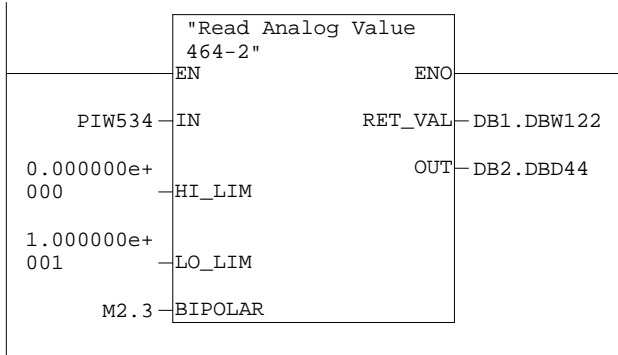 "Read Analog Value
464-2"
EN ENO
PIW534 IN RET_VAL DB1.DBW122
0.000000e+
000 HI_LIM OUT DB2.DBD44
1.000000e+
001 LO_LIM
M2.3 BIPOLAR